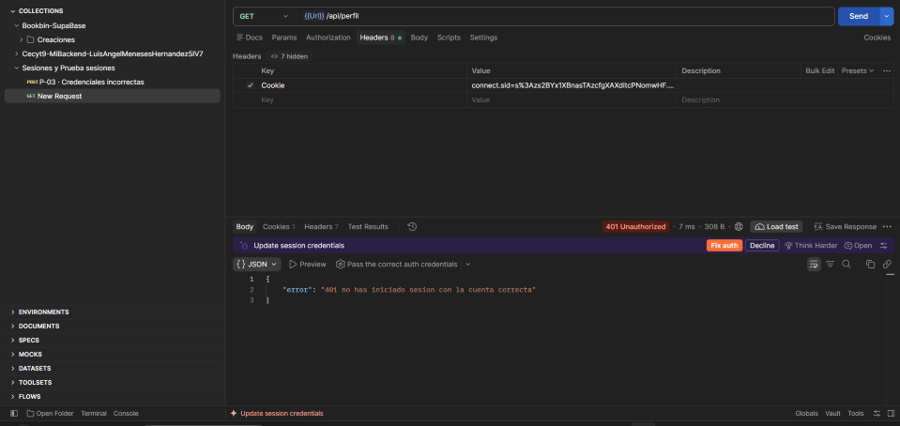 COLLECTIONS
Bookbin-SupaBase
Creaciones
Cecyt9-MiBackend-LuisAngelMenesesHernandez5IV7
Sesiones y Prueba sesiones
POST P-03 · Credenciales incorrectas
GET New Request
ENVIRONMENTS
DOCUMENTS
SPECS
MOCKS
DATASETS
TOOLSETS
FLOWS
GET {{Url}} /api/perfil Send
Docs Params Authorization Headers 8 Body Scripts Settings Cookies
Headers 7 hidden
Key Value Description Bulk Edit Presets
Cookie connect.sid=s%3Azs2BYx1XBnasTAzcfgXAXdItcPNomwHF....
Key Value Description
Body Cookies 1 Headers 7 Test Results 401 Unauthorized · 7 ms · 308 B Load test Save Response
Update session credentials Fix auth Decline Think Harder Open
{} JSON Preview Pass the correct auth credentials
1 {
2 "error": "401 no has iniciado sesion con la cuenta correcta"
3 }
Open Folder Terminal Console Update session credentials Globals Vault Tools